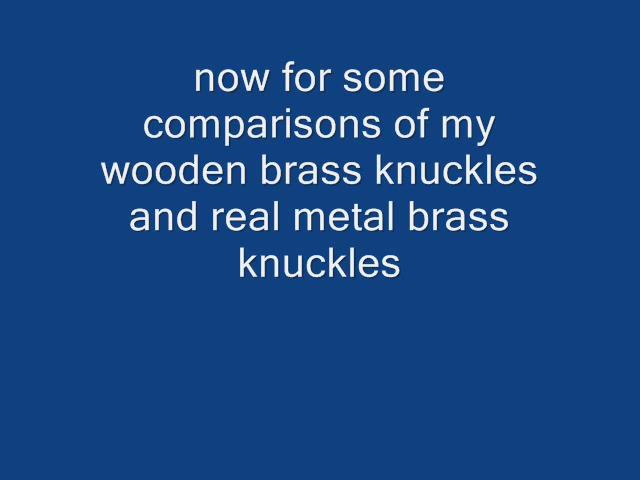 now for some
comparisons of my
wooden brass knuckles
and real metal brass
knuckles